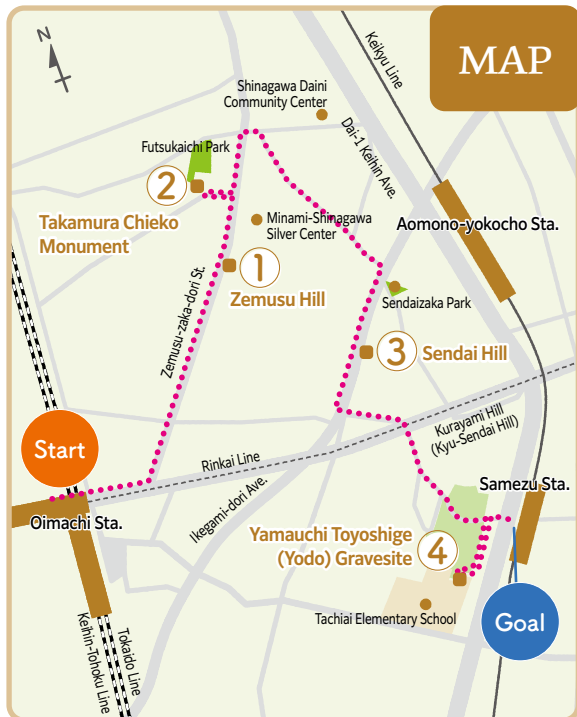 MAP
N
Keikyu Line
Shinagawa Daini
Community Center
Dai-1 Keihin Ave.
Futsukaichi Park
2
Takamura Chieko
Monument
Minami-Shinagawa
Silver Center
Aomono-yokocho Sta.
1
Zemusu Hill
Zemusu-zaka-dori St.
Sendaizaka Park
3
Sendai Hill
Start
Kurayami Hill
(Kyu-Sendai Hill)
Rinkai Line
Ikegami-dori Ave.
Samezu Sta.
Oimachi Sta.
Yamauchi Toyoshige
(Yodo) Gravesite
4
Goal
Tachiai Elementary School
Tokaido Line
Keihin-Tohoku Line